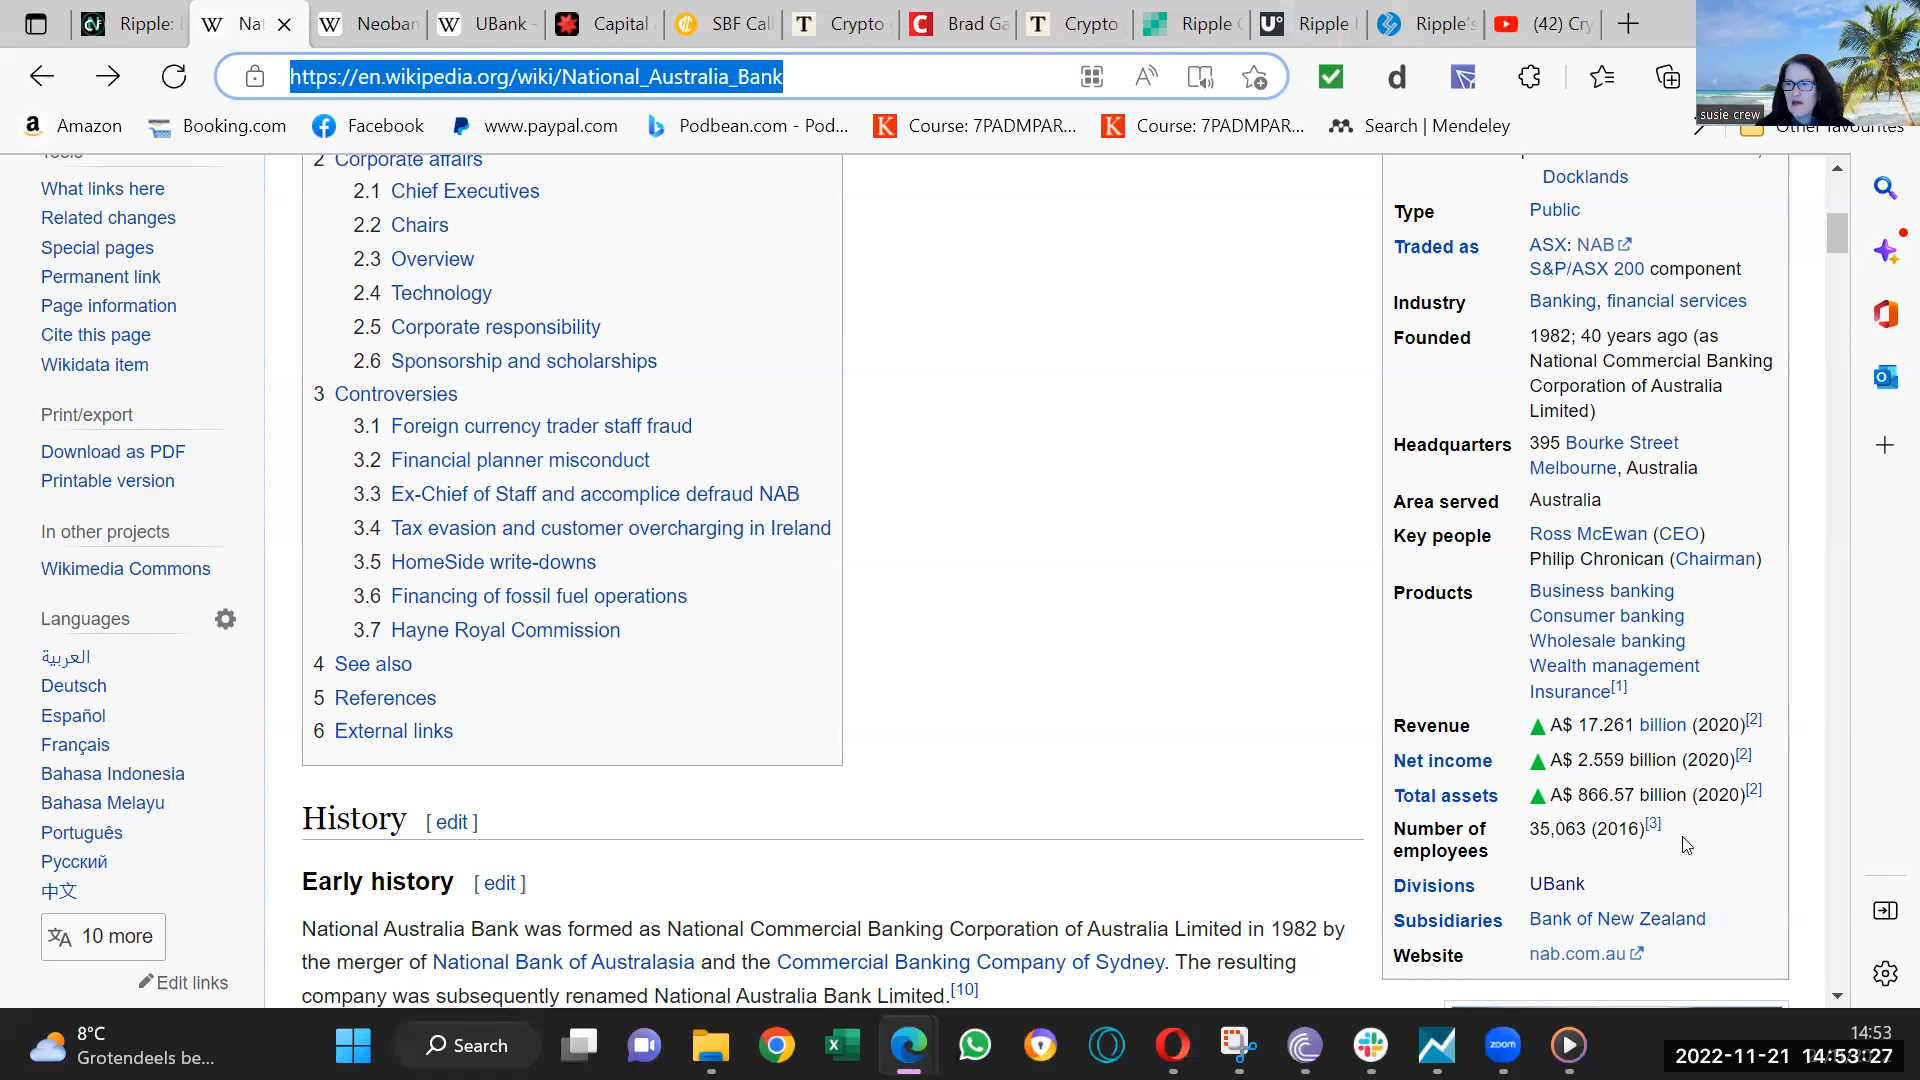 Ripple:
Nat
Neoban
UBank -
Capital
SBF Call
Crypto
Brad Ga
Crypto
Ripple
Ripple
Ripple's
(42) Cry
https://en.wikipedia.org/wiki/National_Australia_Bank
susie crew
Amazon
Booking.com
Facebook
www.paypal.com
Podbean.com - Pod...
Course: 7PADMPAR...
Course: 7PADMPAR...
Search | Mendeley
Other favourites
Tools
What links here
Related changes
Special pages
Permanent link
Page information
Cite this page
Wikidata item
Print/export
Download as PDF
Printable version
In other projects
Wikimedia Commons
Languages
العربية
Deutsch
Español
Français
Bahasa Indonesia
Bahasa Melayu
Português
Русский
中文
10 more
Edit links
2 Corporate affairs
2.1 Chief Executives
2.2 Chairs
2.3 Overview
2.4 Technology
2.5 Corporate responsibility
2.6 Sponsorship and scholarships
3 Controversies
3.1 Foreign currency trader staff fraud
3.2 Financial planner misconduct
3.3 Ex-Chief of Staff and accomplice defraud NAB
3.4 Tax evasion and customer overcharging in Ireland
3.5 HomeSide write-downs
3.6 Financing of fossil fuel operations
3.7 Hayne Royal Commission
4 See also
5 References
6 External links
History [ edit ]
Early history [ edit ]
National Australia Bank was formed as National Commercial Banking Corporation of Australia Limited in 1982 by
the merger of National Bank of Australasia and the Commercial Banking Company of Sydney. The resulting
company was subsequently renamed National Australia Bank Limited.[10]
Docklands
Type Public
Traded as ASX: NAB
S&P/ASX 200 component
Industry Banking, financial services
Founded 1982; 40 years ago (as
National Commercial Banking
Corporation of Australia
Limited)
Headquarters 395 Bourke Street
Melbourne, Australia
Area served Australia
Key people Ross McEwan (CEO)
Philip Chronican (Chairman)
Products Business banking
Consumer banking
Wholesale banking
Wealth management
Insurance[1]
Revenue A$ 17.261 billion (2020)[2]
Net income A$ 2.559 billion (2020)[2]
Total assets A$ 866.57 billion (2020)[2]
Number of 35,063 (2016)[3]
employees
Divisions UBank
Subsidiaries Bank of New Zealand
Website nab.com.au
8°C
Grotendeels be...
Search
zoom
14:53
2022-11-21 14:53:27